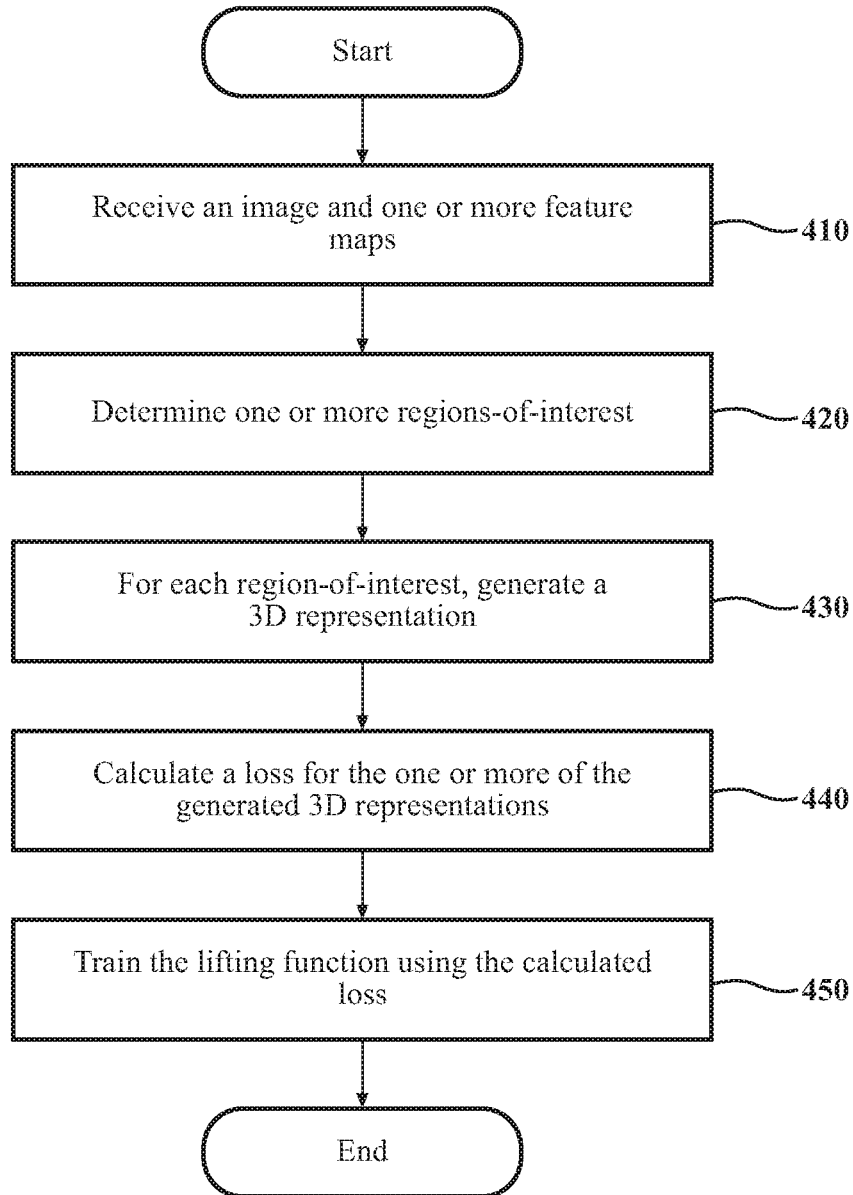 Start
Receive an image and one or more feature
maps
410
Determine one or more regions-of-interest
420
For each region-of-interest, generate a
3D representation
430
Calculate a loss for the one or more of the
generated 3D representations
440
Train the lifting function using the calculated
loss
450
End